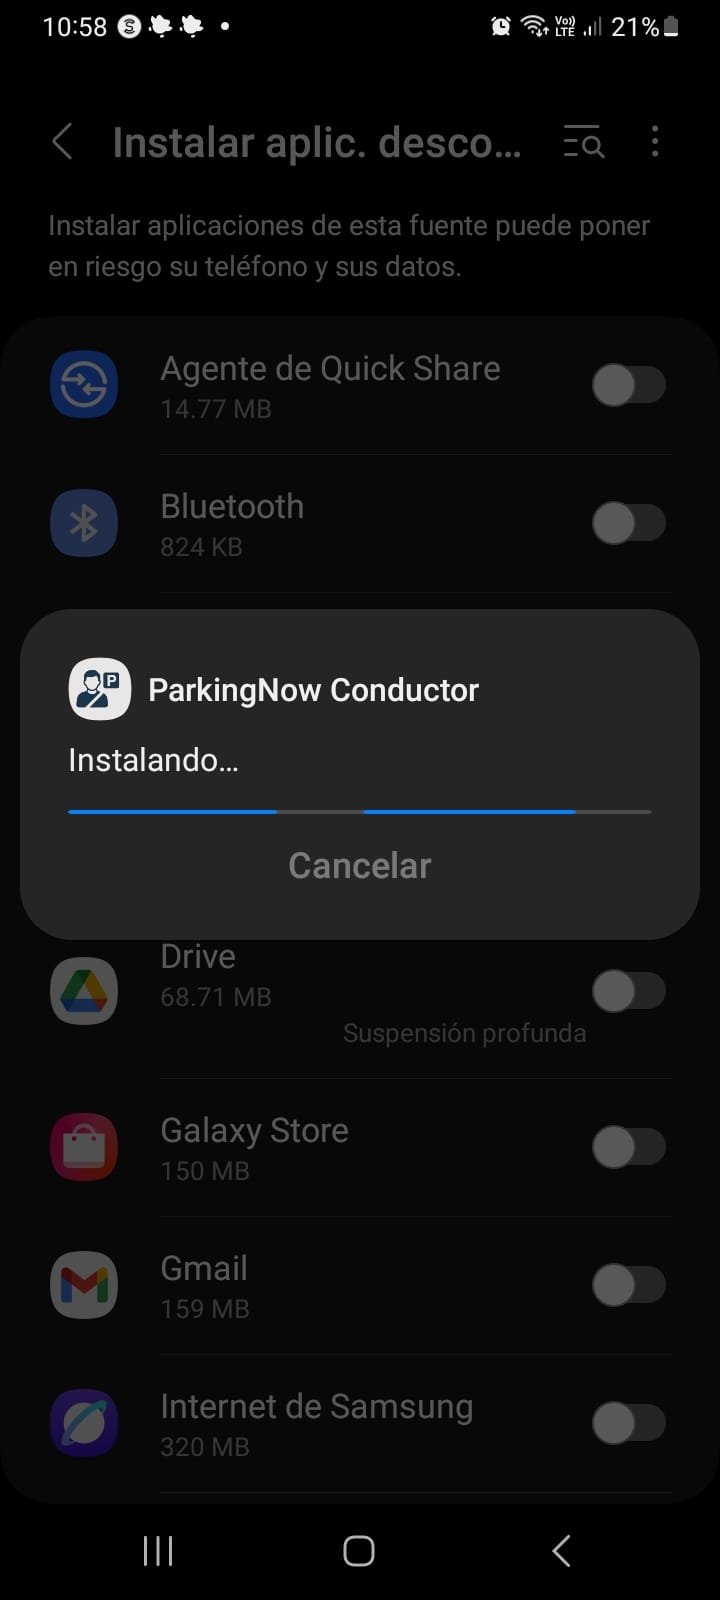 10:58
Vo)) LTE
21%
Instalar aplic. desco...
Instalar aplicaciones de esta fuente puede poner
en riesgo su teléfono y sus datos.
Agente de Quick Share
14.77 MB
Bluetooth
824 KB
P
ParkingNow Conductor
Instalando...
Cancelar
Drive
68.71 MB
Suspensión profunda
Galaxy Store
150 MB
Gmail
159 MB
Internet de Samsung
320 MB